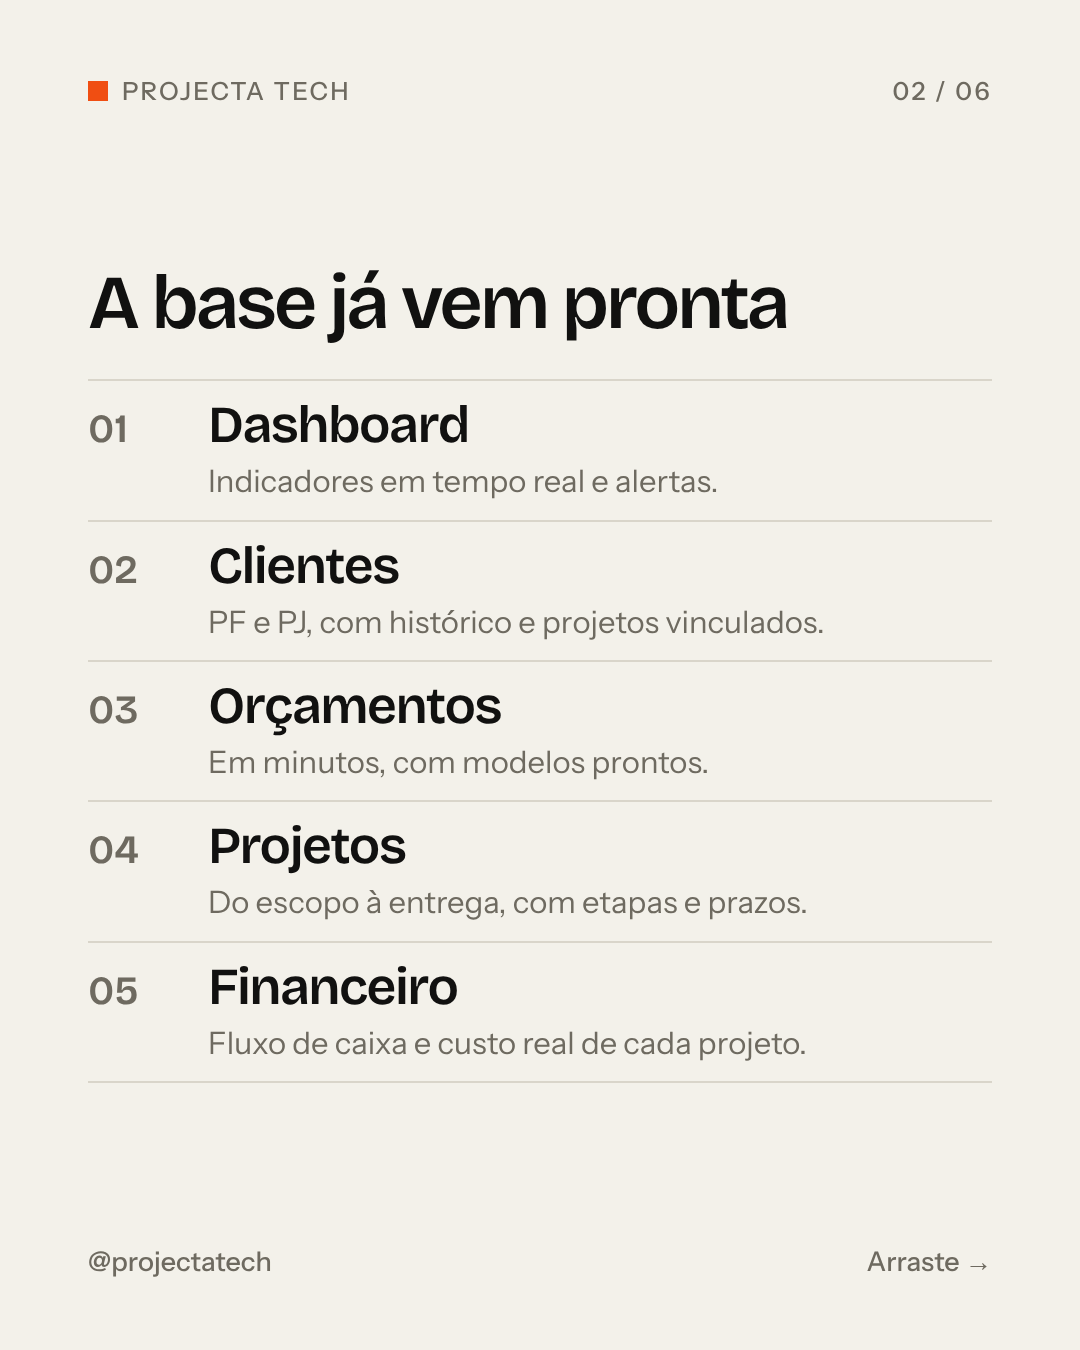 PROJECTA TECH
02 / 06
A base já vem pronta
01
Dashboard
Indicadores em tempo real e alertas.
02
Clientes
PF e PJ, com histórico e projetos vinculados.
03
Orçamentos
Em minutos, com modelos prontos.
04
Projetos
Do escopo à entrega, com etapas e prazos.
05
Financeiro
Fluxo de caixa e custo real de cada projeto.
@projectatech
Arraste →